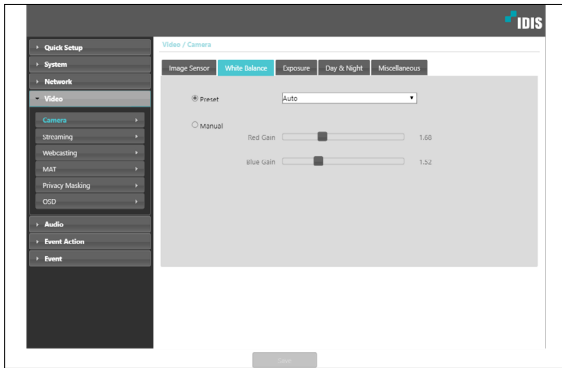 IDIS
Quick Setup
System
Network
Video
Camera
Streaming
Webcasting
MAT
Privacy Masking
OSD
Audio
Event Action
Event
Video / Camera
Image Sensor White Balance Exposure Day & Night Miscellaneous
Preset Auto
Manual
Red Gain 1.68
Blue Gain 1.52
Save